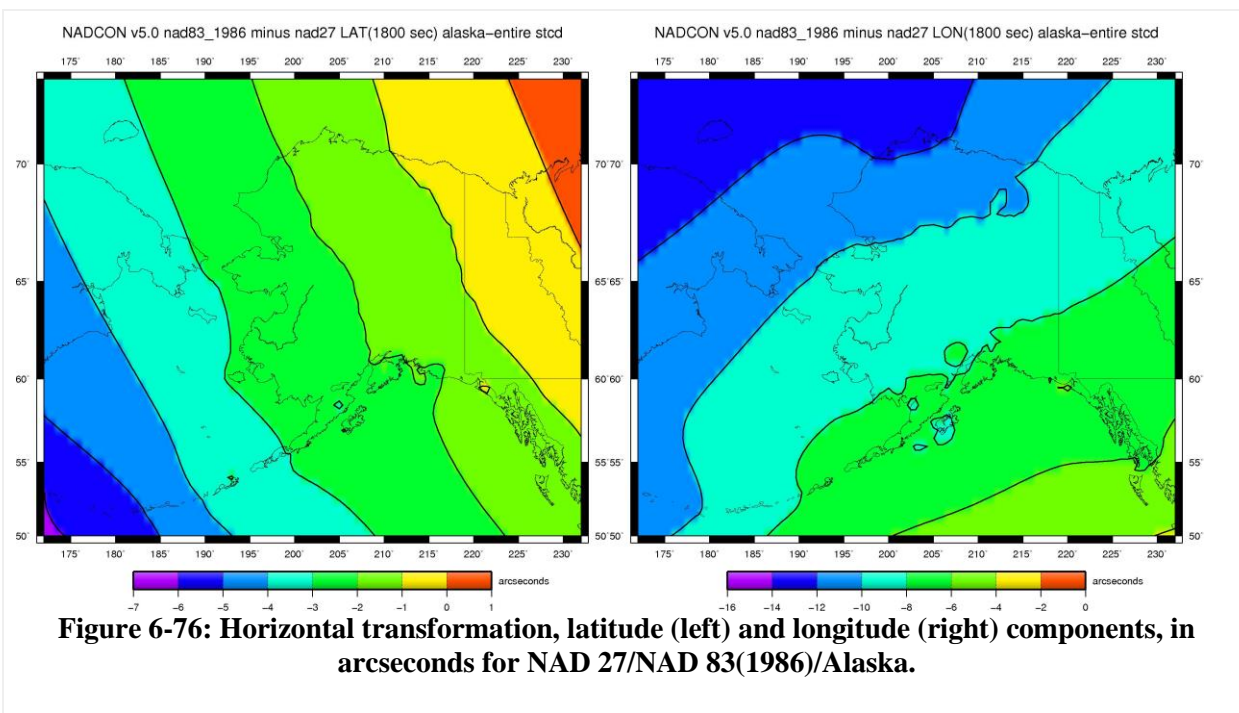 NADCON v5.0 nad83_1986 minus nad27 LAT(1800 sec) alaska−entire stcd
NADCON v5.0 nad83_1986 minus nad27 LON(1800 sec) alaska−entire stcd
175˚ 180˚ 185˚ 190˚ 195˚ 200˚ 205˚ 210˚ 215˚ 220˚ 225˚ 230˚
175˚ 180˚ 185˚ 190˚ 195˚ 200˚ 205˚ 210˚ 215˚ 220˚ 225˚ 230˚
70˚ 70˚ 70˚ 70˚
65˚ 65˚ 65˚ 65˚
60˚ 60˚ 60˚ 60˚
55˚ 55˚ 55˚ 55˚
50˚ 50˚ 50˚ 50˚
175˚ 180˚ 185˚ 190˚ 195˚ 200˚ 205˚ 210˚ 215˚ 220˚ 225˚ 230˚
175˚ 180˚ 185˚ 190˚ 195˚ 200˚ 205˚ 210˚ 215˚ 220˚ 225˚ 230˚
arcseconds
−7 −6 −5 −4 −3 −2 −1 0 1
arcseconds
−16 −14 −12 −10 −8 −6 −4 −2 0
Figure 6-76: Horizontal transformation, latitude (left) and longitude (right) components, in
arcseconds for NAD 27/NAD 83(1986)/Alaska.